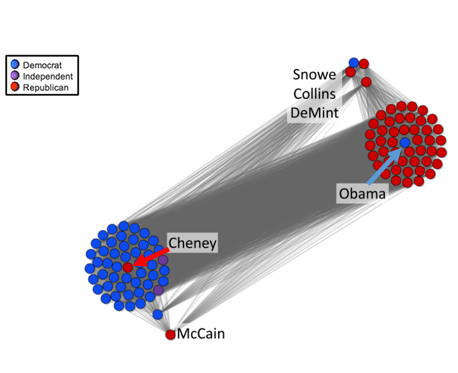 Democrat
Independent
Republican
Snowe
Collins
DeMint
Obama
Cheney
McCain